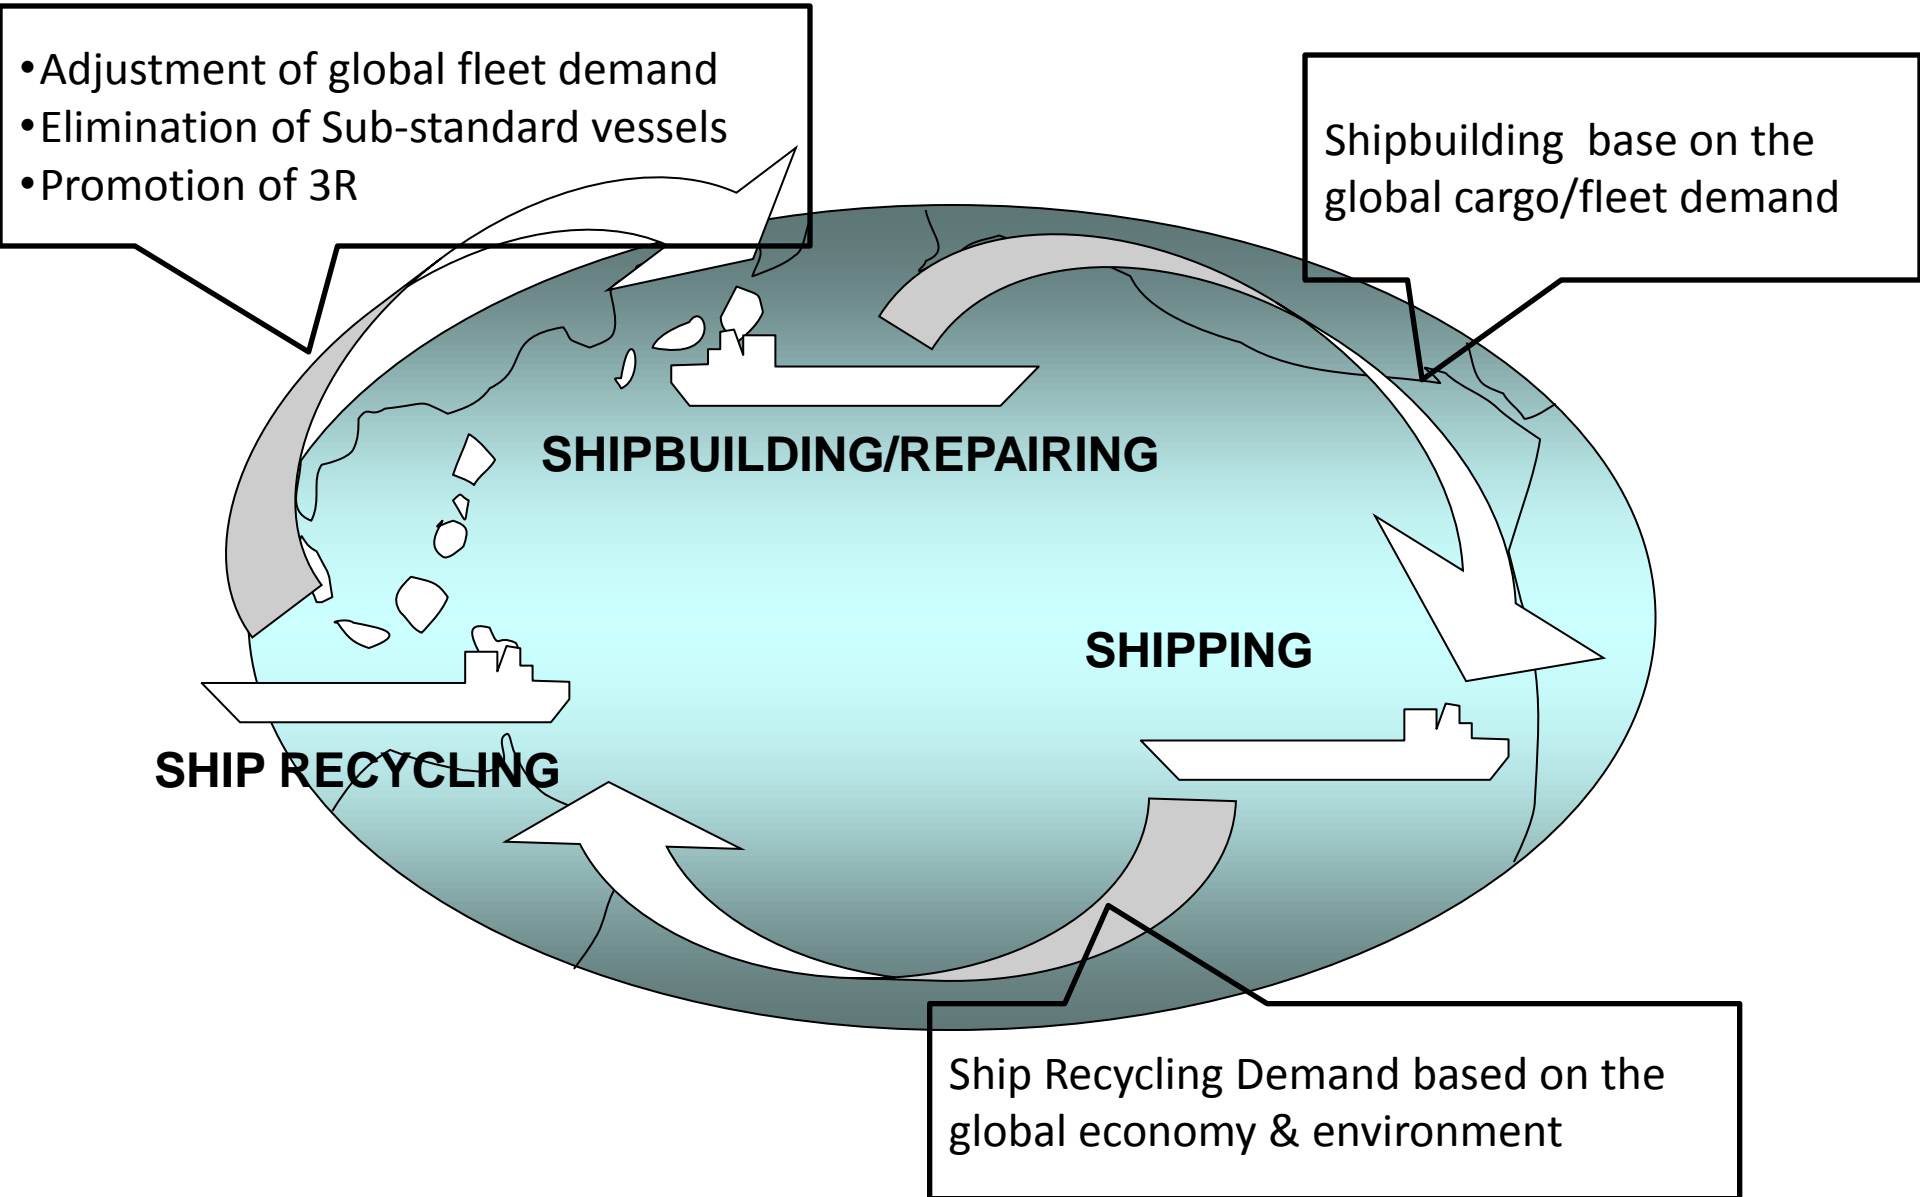 •Adjustment of global fleet demand
•Elimination of Sub-standard vessels
•Promotion of 3R
Shipbuilding  base on the
global cargo/fleet demand
SHIPBUILDING/REPAIRING
SHIPPING
SHIP RECYCLING
Ship Recycling Demand based on the
global economy & environment